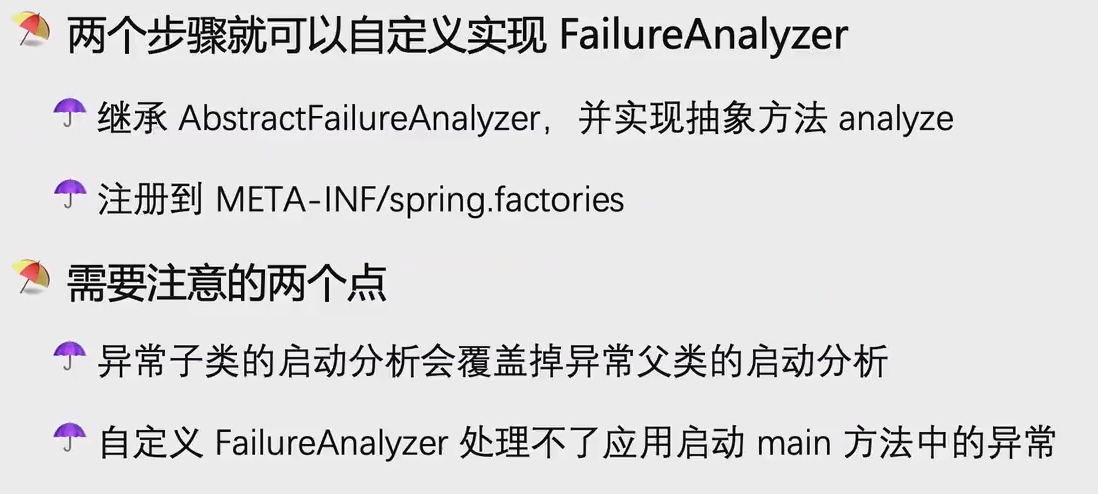 两个步骤就可以自定义实现 FailureAnalyzer
继承 AbstractFailureAnalyzer，并实现抽象方法 analyze
注册到 META-INF/spring.factories
需要注意的两个点
异常子类的启动分析会覆盖掉异常父类的启动分析
自定义 FailureAnalyzer 处理不了应用启动 main 方法中的异常